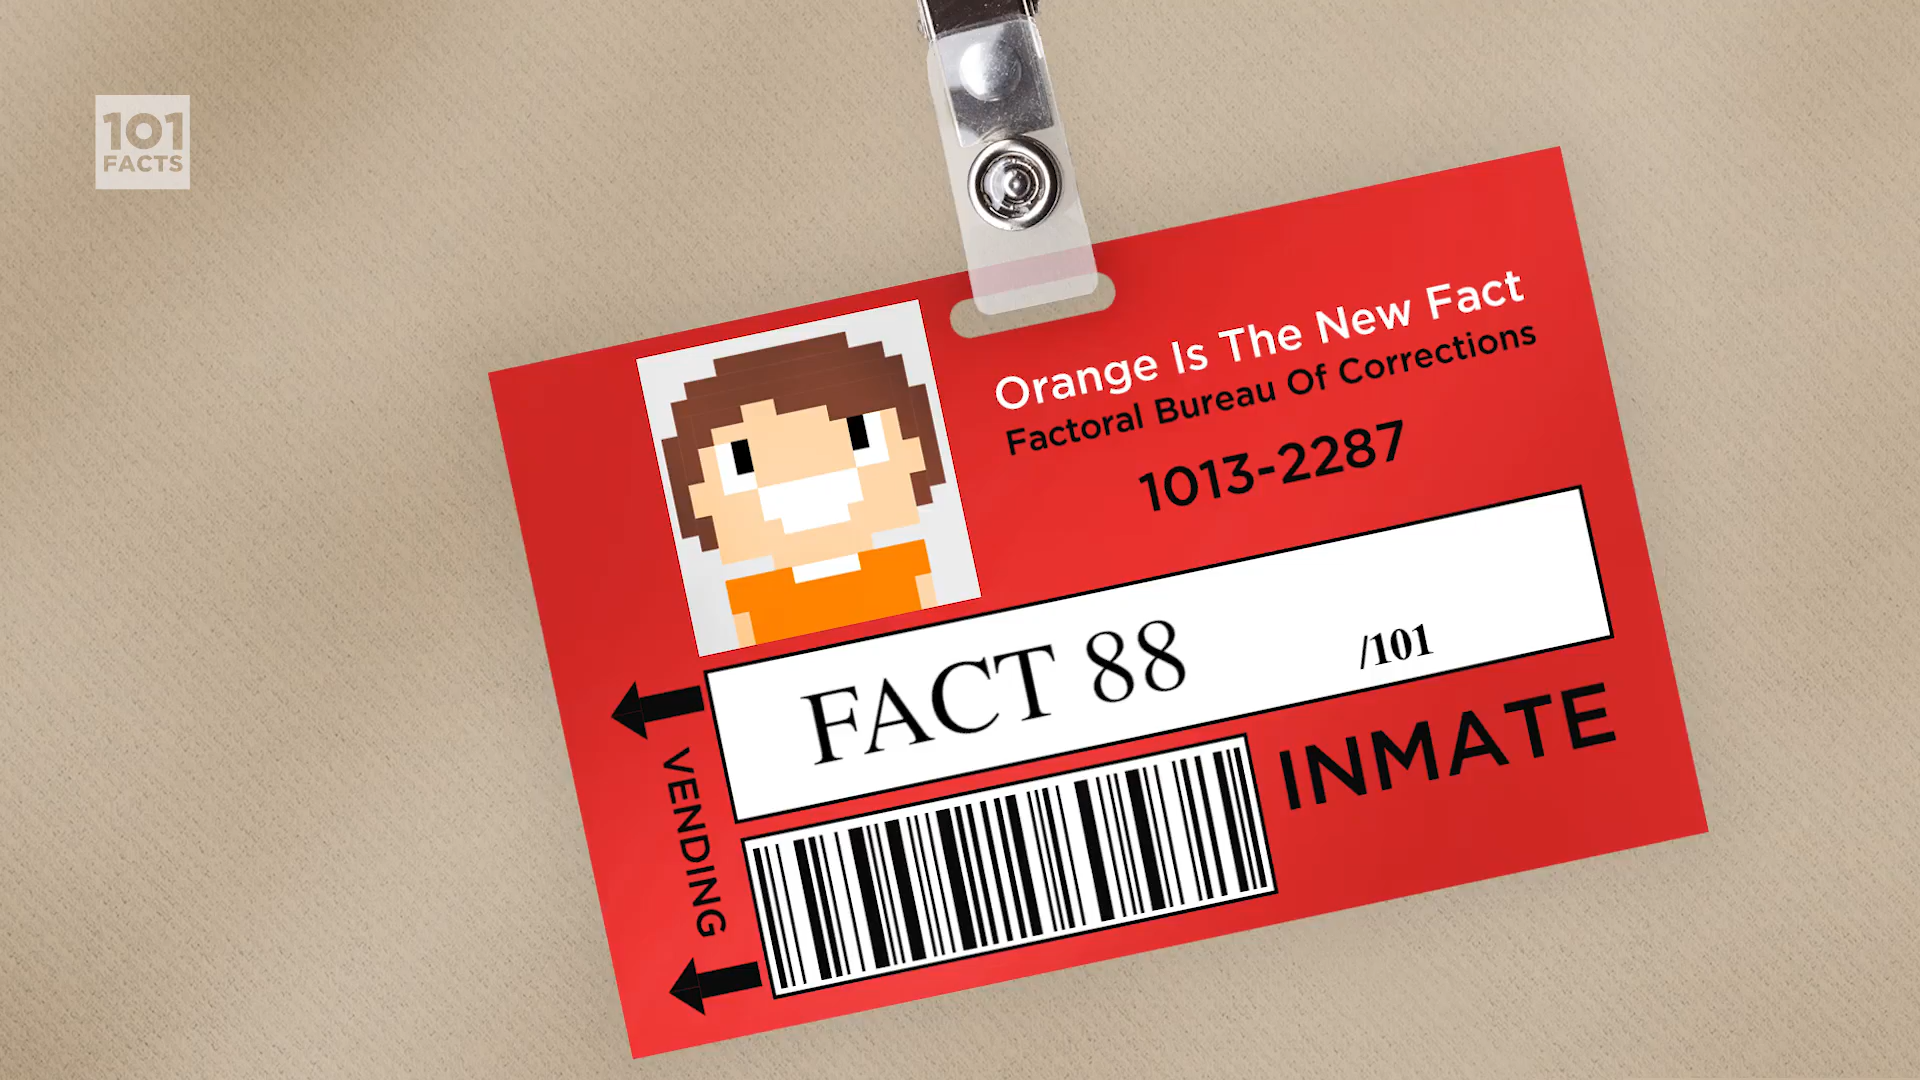 101
FACTS
Orange Is The New Fact
Factoral Bureau Of Corrections
1013-2287
FACT 88
/101
INMATE
VENDING